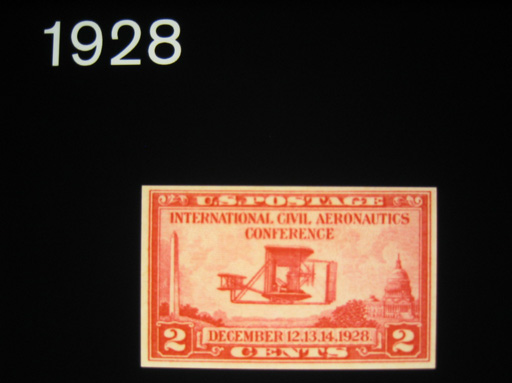 1928
U.S. POSTAGE
INTERNATIONAL CIVIL AERONAUTICS
CONFERENCE
2 DECEMBER 12.13.14.1928. 2
CENTS